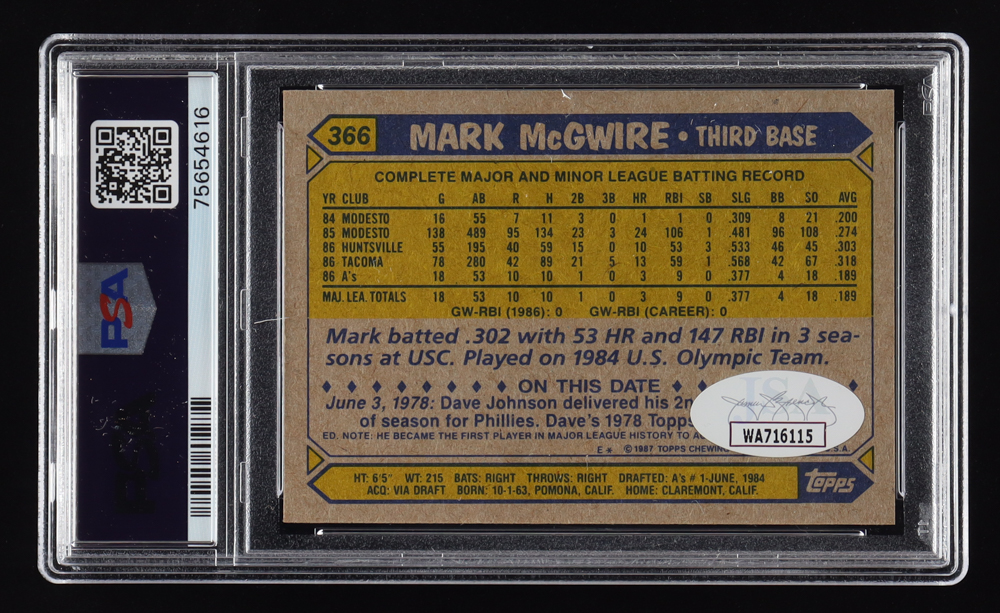 75654616
PSA
366 MARK McGWIRE • THIRD BASE
COMPLETE MAJOR AND MINOR LEAGUE BATTING RECORD
YR CLUB G AB R H 2B 3B HR RBI SB SLG BB SO AVG
84 MODESTO 16 55 7 11 3 0 1 1 0 .309 8 21 .200
85 MODESTO 138 489 95 134 23 3 24 106 1 .481 96 108 .274
86 HUNTSVILLE 55 195 40 59 15 0 10 53 3 .533 46 45 .303
86 TACOMA 78 280 42 89 21 5 13 59 1 .568 42 67 .318
86 A's 18 53 10 10 1 0 3 9 0 .377 4 18 .189
MAJ. LEA. TOTALS 18 53 10 10 1 0 3 9 0 .377 4 18 .189
GW-RBI (1986): 0 GW-RBI (CAREER): 0
Mark batted .302 with 53 HR and 147 RBI in 3 sea-
sons at USC. Played on 1984 U.S. Olympic Team.
ON THIS DATE
June 3, 1978: Dave Johnson delivered his 2n
of season for Phillies. Dave's 1978 Topps
ED. NOTE: HE BECAME THE FIRST PLAYER IN MAJOR LEAGUE HISTORY TO
E* © 1987 TOPPS CHEWIN S.A.
JSA
WA716115
HT: 6'5" WT: 215 BATS: RIGHT THROWS: RIGHT DRAFTED: A's # 1-JUNE, 1984
ACQ: VIA DRAFT BORN: 10-1-63, POMONA, CALIF. HOME: CLAREMONT, CALIF.
topps